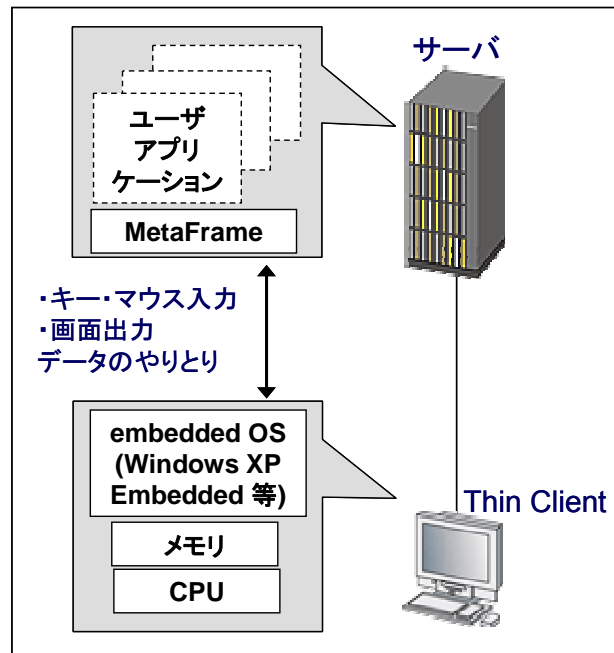 サーバ
ユーザ
アプリ
ケーション
MetaFrame
・キー・マウス入力
・画面出力
データのやりとり
embedded OS
(Windows XP
Embedded 等)
Thin Client
メモリ
CPU